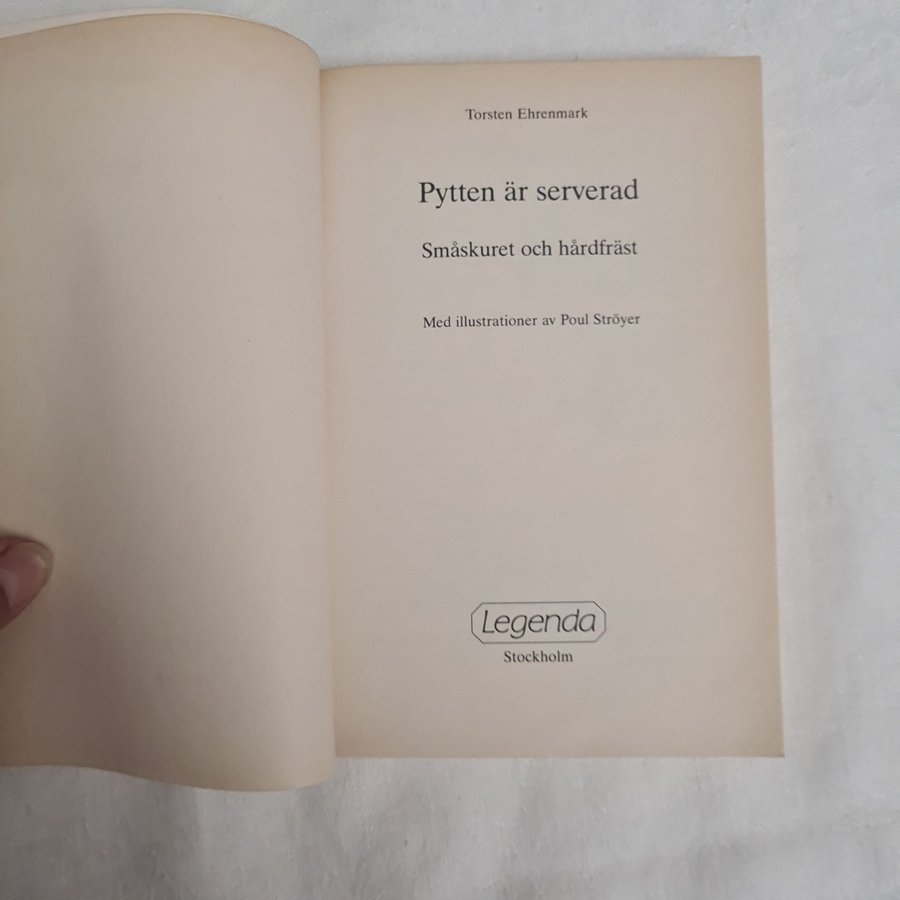 Torsten Ehrenmark
Pytten är serverad
Småskuret och hårdfräst
Med illustrationer av Poul Ströyer
Legenda
Stockholm